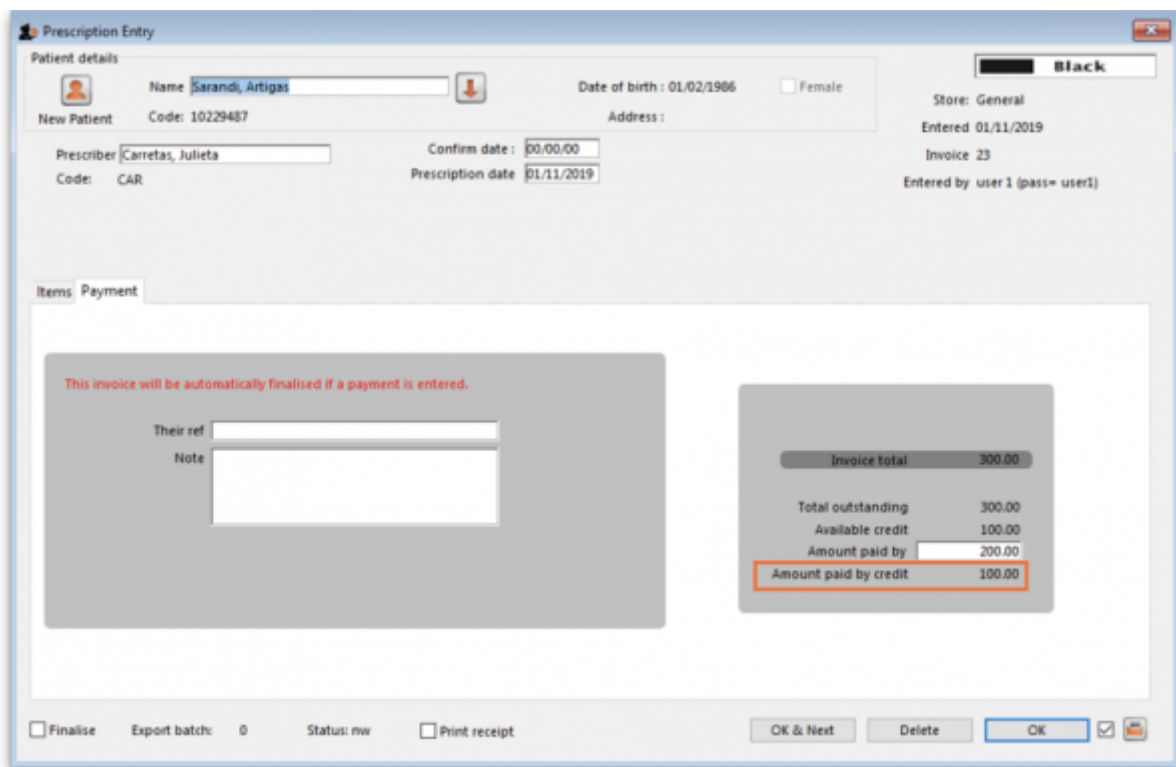 Prescription Entry
Patient details
Name Sarandi, Artigas
Date of birth : 01/02/1986
Female
Black
New Patient
Code: 10229487
Address :
Store: General
Entered 01/11/2019
Prescriber Carretas, Julieta
Confirm date : 00/00/00
Invoice 23
Code: CAR
Prescription date 01/11/2019
Entered by user 1 (pass= user1)
Items Payment
This invoice will be automatically finalised if a payment is entered.
Their ref
Note
Invoice total 300.00
Total outstanding 300.00
Available credit 100.00
Amount paid by 200.00
Amount paid by credit 100.00
Finalise Export batch: 0 Status: nw Print receipt OK & Next Delete OK